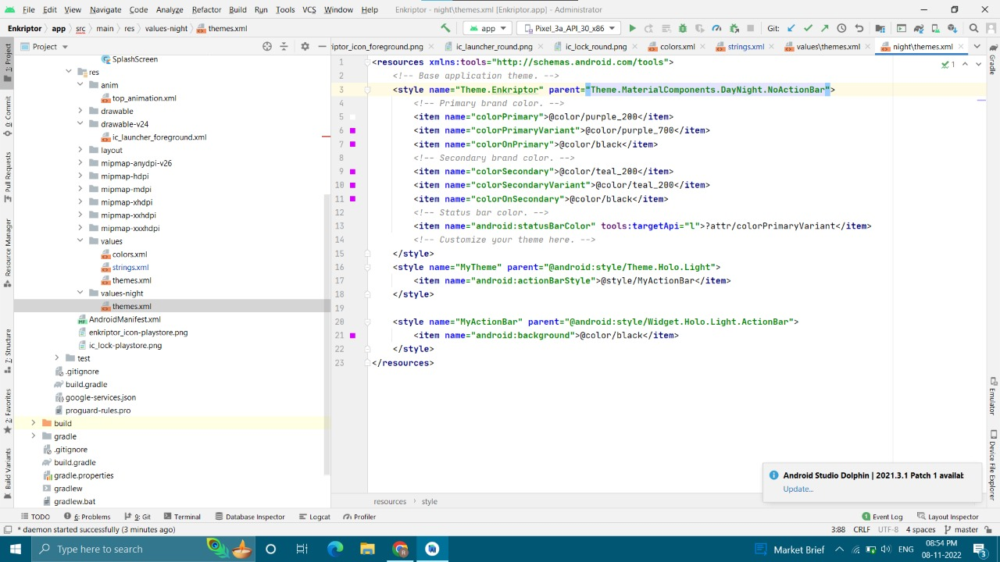 File Edit View Navigate Code Analyze Refactor Build Run Tools VCS Window Help Enkriptor - night\themes.xml [Enkriptor.app] - Administrator
Enkriptor app src main res values-night themes.xml app Pixel_3a_API_30_x86 Git:
Project riptor_icon_foreground.png ic_launcher_round.png ic_lock_round.png colors.xml strings.xml values\themes.xml night\themes.xml
1: Project
0: Commit
Pull Requests
Resource Manager
7: Structure
2: Favorites
Build Variants
SplashScreen
res
anim
top_animation.xml
drawable
drawable-v24
ic_launcher_foreground.xml
layout
mipmap-anydpi-v26
mipmap-hdpi
mipmap-mdpi
mipmap-xhdpi
mipmap-xxhdpi
mipmap-xxxhdpi
values
colors.xml
strings.xml
themes.xml
values-night
themes.xml
AndroidManifest.xml
enkriptor_icon-playstore.png
ic_lock-playstore.png
test
.gitignore
build.gradle
google-services.json
proguard-rules.pro
build
gradle
.gitignore
build.gradle
gradle.properties
gradlew
gradlew.bat
1 <resources xmlns:tools="http://schemas.android.com/tools">
2 <!-- Base application theme. -->
3 <style name="Theme.Enkriptor" parent="Theme.MaterialComponents.DayNight.NoActionBar">
4 <!-- Primary brand color. -->
5 <item name="colorPrimary">@color/purple_200</item>
6 <item name="colorPrimaryVariant">@color/purple_700</item>
7 <item name="colorOnPrimary">@color/black</item>
8 <!-- Secondary brand color. -->
9 <item name="colorSecondary">@color/teal_200</item>
10 <item name="colorSecondaryVariant">@color/teal_200</item>
11 <item name="colorOnSecondary">@color/black</item>
12 <!-- Status bar color. -->
13 <item name="android:statusBarColor" tools:targetApi="l">?attr/colorPrimaryVariant</item>
14 <!-- Customize your theme here. -->
15 </style>
16 <style name="MyTheme" parent="@android:style/Theme.Holo.Light">
17 <item name="android:actionBarStyle">@style/MyActionBar</item>
18 </style>
19
20 <style name="MyActionBar" parent="@android:style/Widget.Holo.Light.ActionBar">
21 <item name="android:background">@color/black</item>
22 </style>
23 </resources>
1
Gradle
Emulator
Device File Explorer
Android Studio Dolphin | 2021.3.1 Patch 1 availab
Update...
resources › style
TODO 6: Problems 9: Git Terminal Database Inspector Logcat Profiler 1 Event Log Layout Inspector
* daemon started successfully (3 minutes ago) 3:88 CRLF UTF-8 4 spaces master
Type here to search Market Brief ENG 08:54 PM
08-11-2022 3